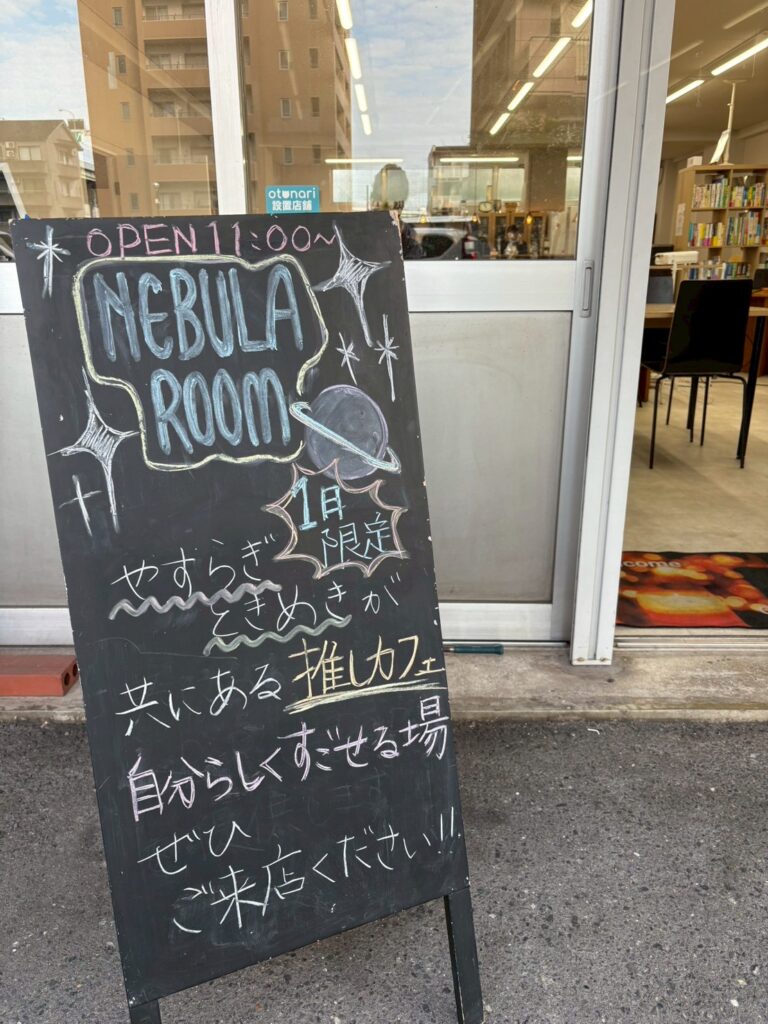 otonari
設置店舗
OPEN 11:00~
NEBULA
ROOM
1日
限定
やすらぎ
ときめきが
共にある推しカフェ
自分らしくすごせる場
ぜひ
ご来店ください!!
come